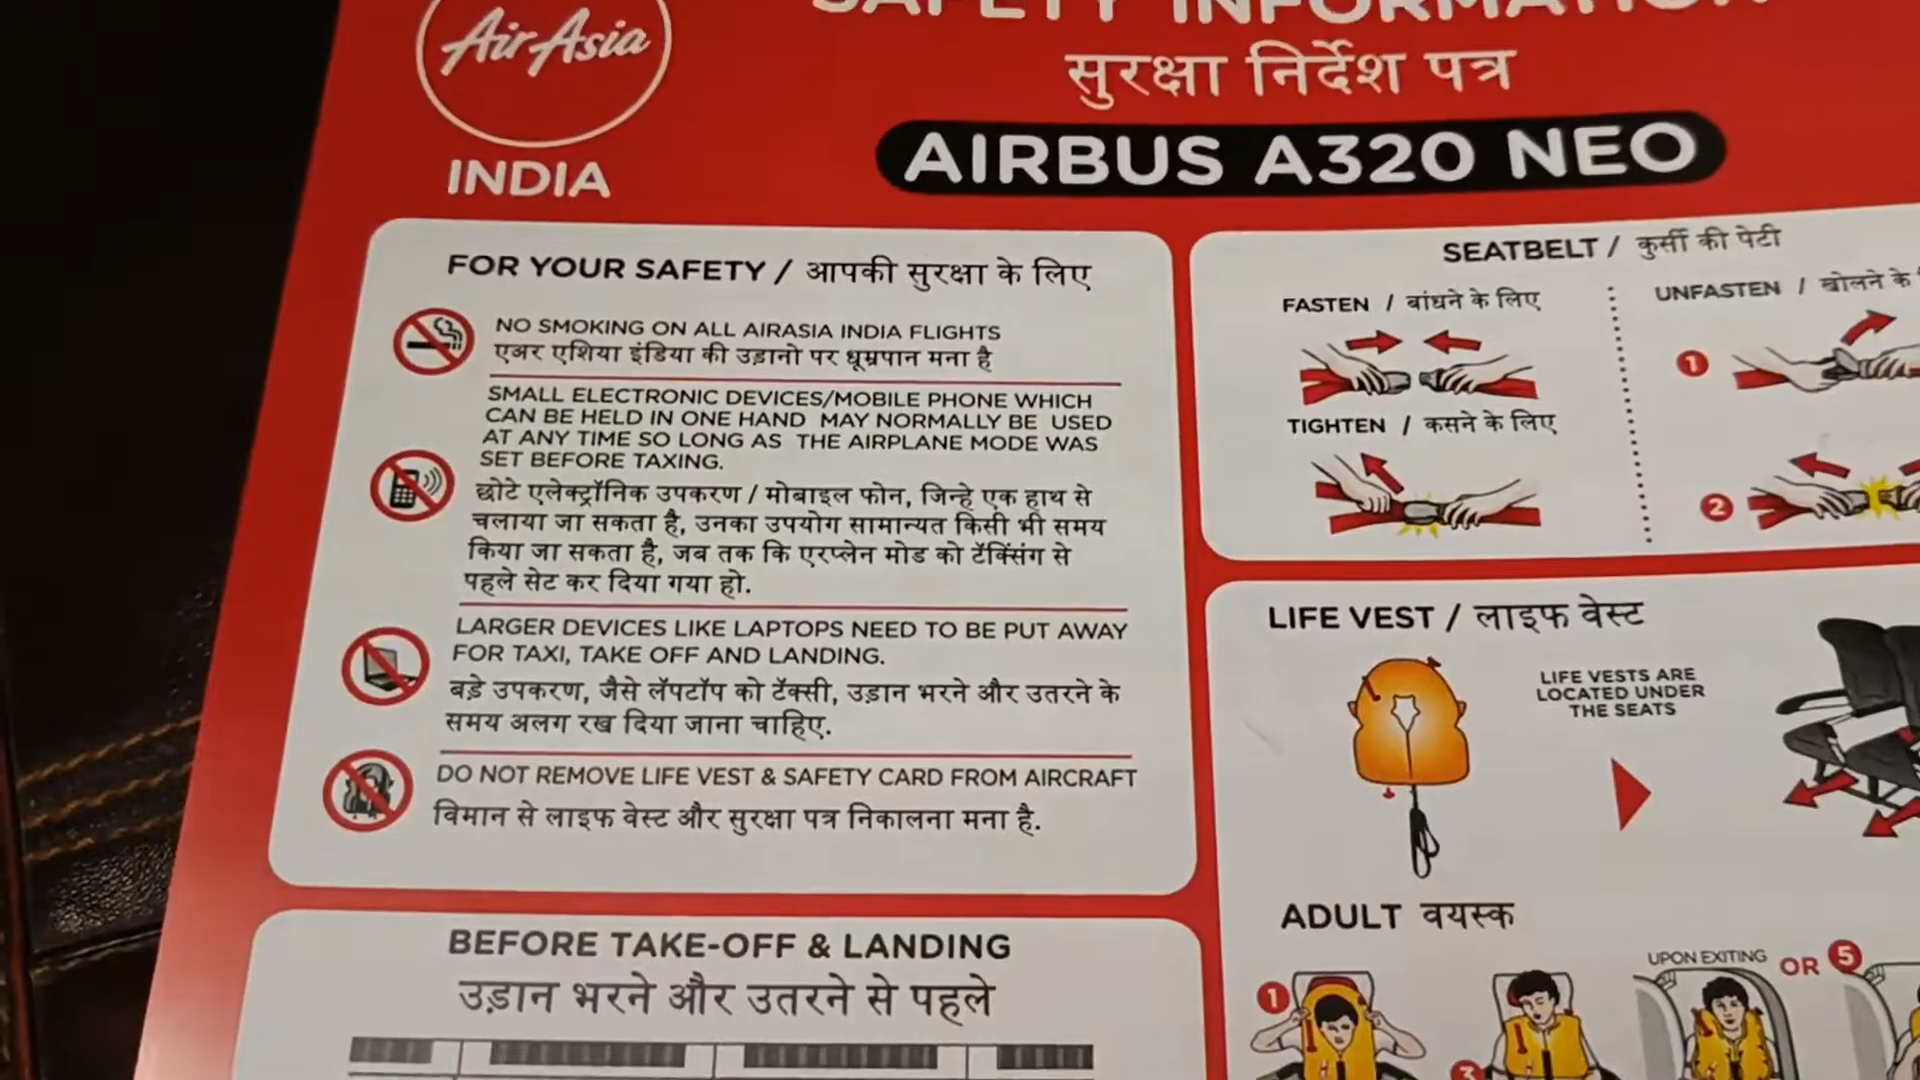 AirAsia
INDIA
SAFETY INFORMATION
सुरक्षा निर्देश पत्र
AIRBUS A320 NEO
FOR YOUR SAFETY / आपकी सुरक्षा के लिए
NO SMOKING ON ALL AIRASIA INDIA FLIGHTS
एअर एशिया इंडिया की उड़ानो पर धूम्रपान मना है
SMALL ELECTRONIC DEVICES/MOBILE PHONE WHICH
CAN BE HELD IN ONE HAND MAY NORMALLY BE USED
AT ANY TIME SO LONG AS THE AIRPLANE MODE WAS
SET BEFORE TAXING.
छोटे एलेक्ट्रॉनिक उपकरण / मोबाइल फोन, जिन्हे एक हाथ से
चलाया जा सकता है, उनका उपयोग सामान्यत किसी भी समय
किया जा सकता है, जब तक कि एरप्लेन मोड को टॅक्सिंग से
पहले सेट कर दिया गया हो.
LARGER DEVICES LIKE LAPTOPS NEED TO BE PUT AWAY
FOR TAXI, TAKE OFF AND LANDING.
बड़े उपकरण, जैसे लॅपटॉप को टॅक्सी, उड़ान भरने और उतरने के
समय अलग रख दिया जाना चाहिए.
DO NOT REMOVE LIFE VEST & SAFETY CARD FROM AIRCRAFT
विमान से लाइफ वेस्ट और सुरक्षा पत्र निकालना मना है.
BEFORE TAKE-OFF & LANDING
उड़ान भरने और उतरने से पहले
SEATBELT / कुर्सी की पेटी
FASTEN / बांधने के लिए
TIGHTEN / कसने के लिए
UNFASTEN / खोलने के
1
2
LIFE VEST / लाइफ वेस्ट
LIFE VESTS ARE
LOCATED UNDER
THE SEATS
ADULT वयस्क
UPON EXITING OR 5
1
3